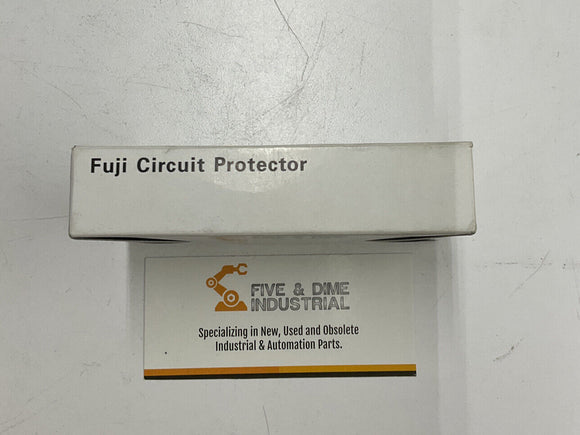 Fuji Circuit Protector
FIVE & DIME
INDUSTRIAL
Specializing in New, Used and Obsolete
Industrial & Automation Parts.